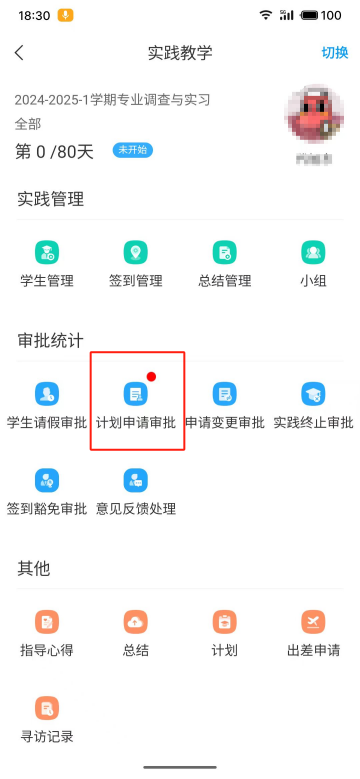 18:30
5G
100
实践教学
切换
2024-2025-1学期专业调查与实习
全部
第 0 /80天
未开始
实践管理
学生管理
签到管理
总结管理
小组
审批统计
学生请假审批
计划申请审批
申请变更审批
实践终止审批
签到豁免审批
意见反馈处理
其他
指导心得
总结
计划
出差申请
寻访记录